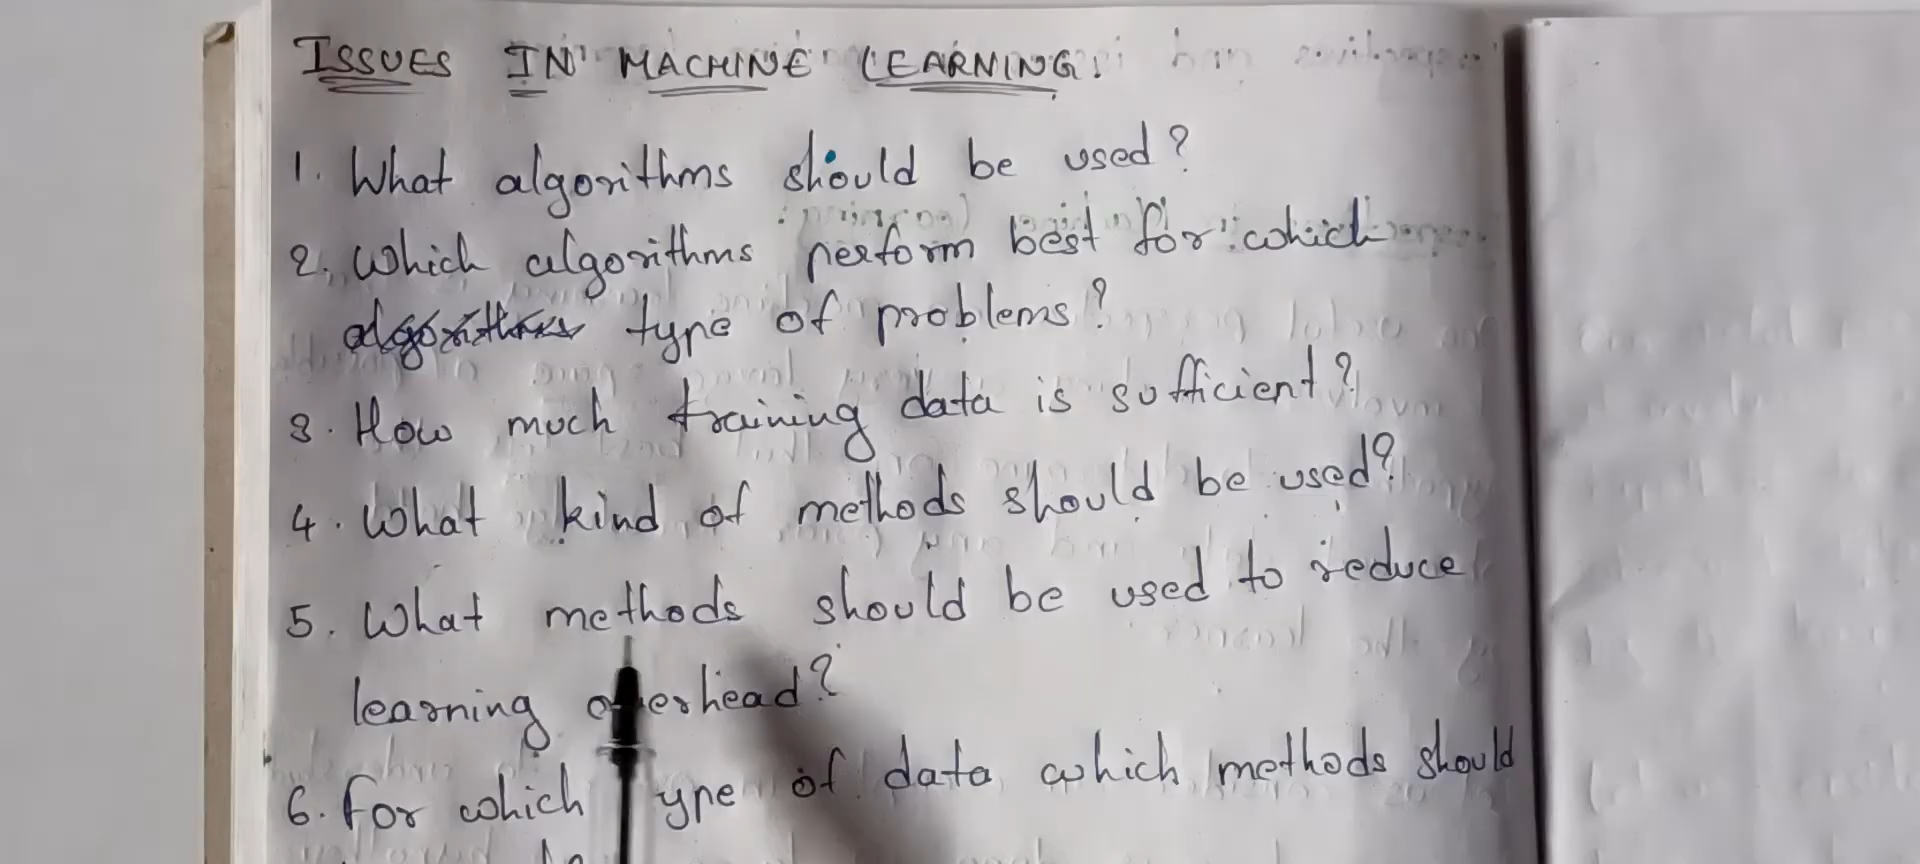 ISSUES IN MACHINE LEARNING:
1. What algorithms should be used?
2. Which algorithms perform best for which
algorithms type of problems?
3. How much training data is sufficient?
4. What kind of methods should be used?
5. What methods should be used to reduce
learning overhead?
6. For which type of data which methods should